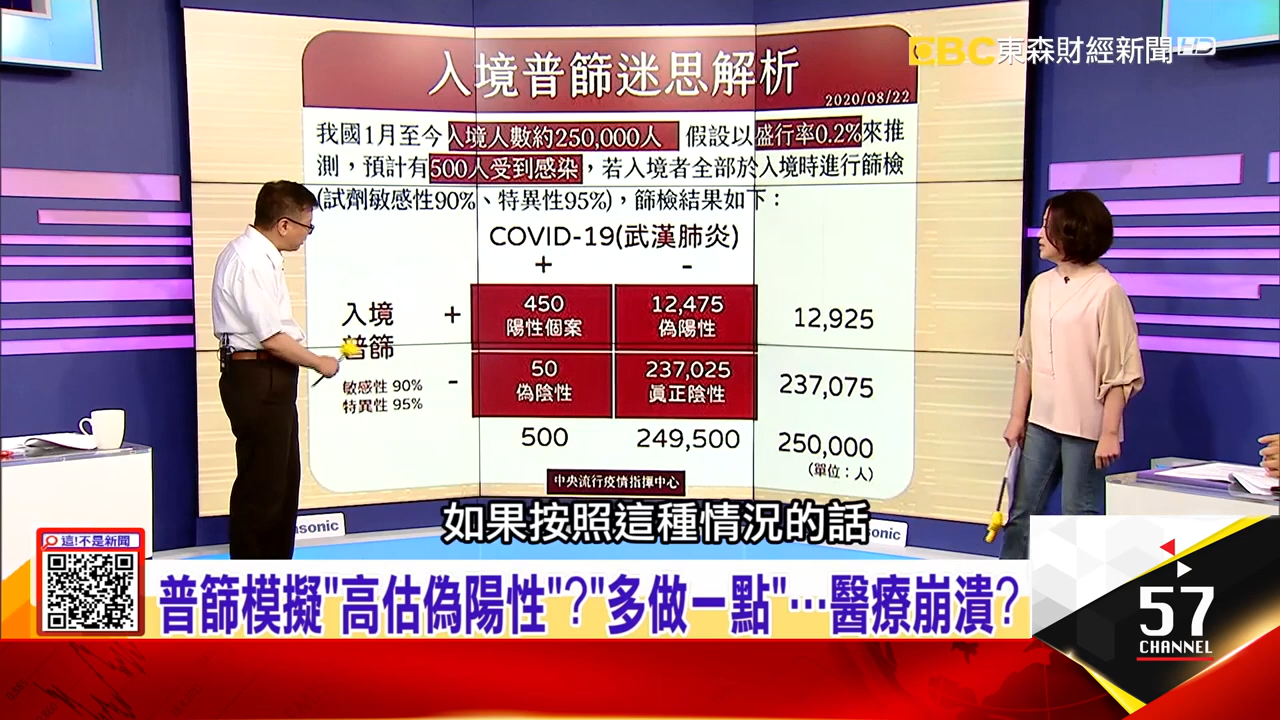 EBC東森財經新聞HD
入境普篩迷思解析
2020/08/22
我國1月至今入境人數約250,000人 假設以盛行率0.2%來推
測，預計有500人受到感染，若入境者全部於入境時進行篩檢
(試劑敏感性90%、特異性95%)，篩檢結果如下：
COVID-19(武漢肺炎)
+ -
入境
普篩
敏感性 90%
特異性 95%
+
450
陽性個案
12,475
偽陽性
12,925
-
50
偽陰性
237,025
眞正陰性
237,075
500 249,500 250,000
(單位：人)
中央流行疫情指揮中心
如果按照這種情況的話
這!不是新聞
普篩模擬"高估偽陽性"?"多做一點"…醫療崩潰?
57
CHANNEL